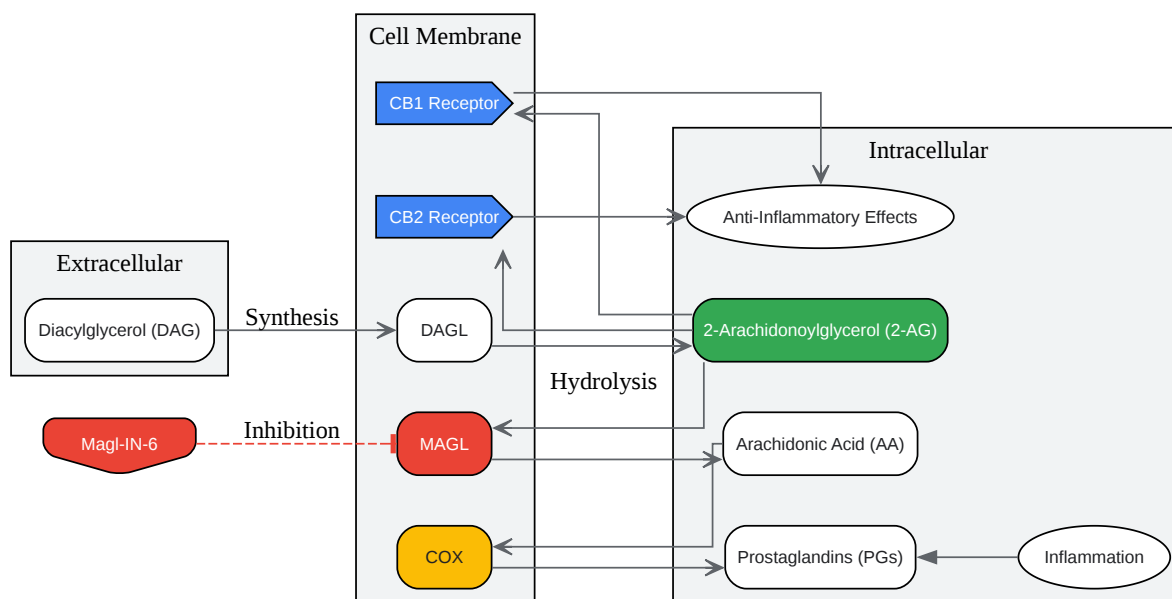 Cell Membrane
CB1 Receptor
Intracellular
CB2 Receptor
Anti-Inflammatory Effects
Extracellular
Diacylglycerol (DAG)
Synthesis
DAGL
2-Arachidonoylglycerol (2-AG)
Hydrolysis
Magl-IN-6
Inhibition
MAGL
Arachidonic Acid (AA)
COX
Prostaglandins (PGs)
Inflammation